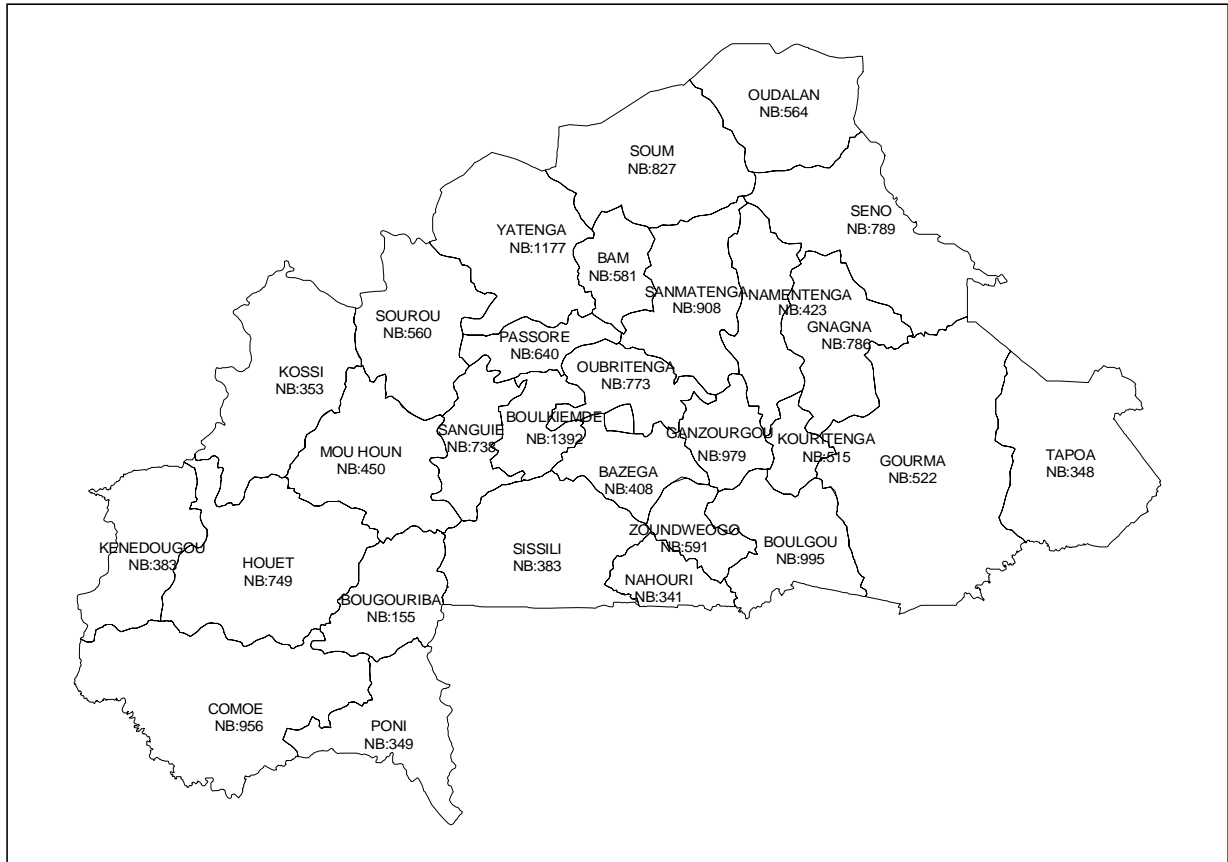 OUDALAN
NB:564
SOUM
NB:827
SENO
NB:789
YATENGA
NB:1177
BAM
NB:581
SANMATENGA
NB:908
NAMENTENGA
NB:423
GNAGNA
NB:786
SOUROU
NB:560
PASSORE
NB:640
OUBRITENGA
NB:773
KOSSI
NB:353
BOULKIEMDE
NB:1392
SANGUIE
NB:738
GANZOURGOU
NB:979
KOURITENGA
NB:515
MOU HOUN
NB:450
GOURMA
NB:522
TAPOA
NB:348
BAZEGA
NB:408
ZOUNDWEOGO
NB:591
BOULGOU
NB:995
KENEDOUGOU
NB:383
HOUET
NB:749
SISSILI
NB:383
NAHOURI
NB:341
BOUGOURIBA
NB:155
COMOE
NB:956
PONI
NB:349